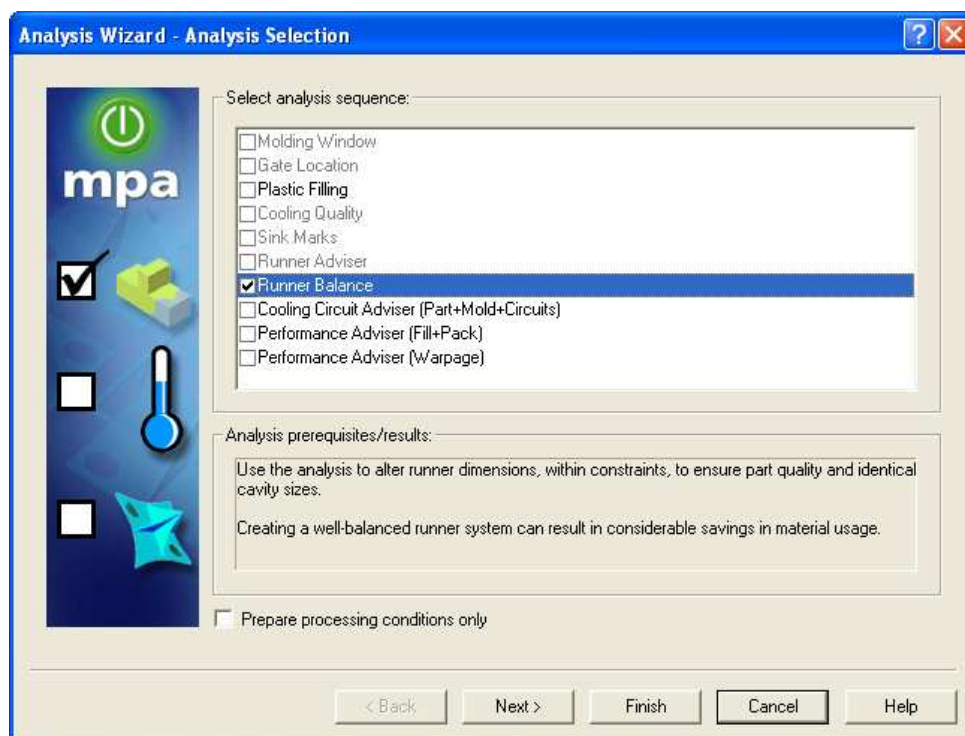 Analysis Wizard - Analysis Selection
mpa
Select analysis sequence:
Molding Window
Gate Location
Plastic Filling
Cooling Quality
Sink Marks
Runner Adviser
Runner Balance
Cooling Circuit Adviser (Part+Mold+Circuits)
Performance Adviser (Fill+Pack)
Performance Adviser (Warpage)
Analysis prerequisites/results:
Use the analysis to alter runner dimensions, within constraints, to ensure part quality and identical
cavity sizes.
Creating a well-balanced runner system can result in considerable savings in material usage.
Prepare processing conditions only
< Back Next > Finish Cancel Help